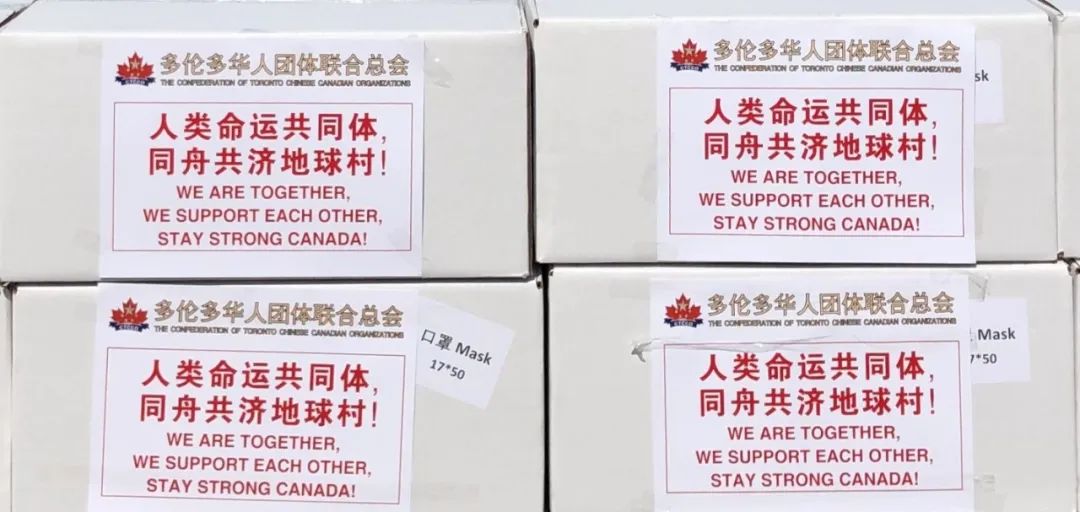 多伦多华人团体联合总会
THE CONFEDERATION OF TORONTO CHINESE CANADIAN ORGANIZATIONS
人类命运共同体,
同舟共济地球村!
WE ARE TOGETHER,
WE SUPPORT EACH OTHER,
STAY STRONG CANADA!
多伦多华人团体联合总会
THE CONFEDERATION OF TORONTO CHINESE CANADIAN ORGANIZATIONS
人类命运共同体,
同舟共济地球村!
WE ARE TOGETHER,
WE SUPPORT EACH OTHER,
STAY STRONG CANADA!
sk
多伦多华人团体联合总会
THE CONFEDERATION OF TORONTO CHINESE CANADIAN ORGANIZATIONS
人类命运共同体,
同舟共济地球村!
WE ARE TOGETHER,
WE SUPPORT EACH OTHER,
STAY STRONG CANADA!
口罩 Mask
17*50
多伦多华人团体联合总会
THE CONFEDERATION OF TORONTO CHINESE CANADIAN ORGANIZATIONS
人类命运共同体,
同舟共济地球村!
WE ARE TOGETHER,
WE SUPPORT EACH OTHER,
STAY STRONG CANADA!
Mask
7*50